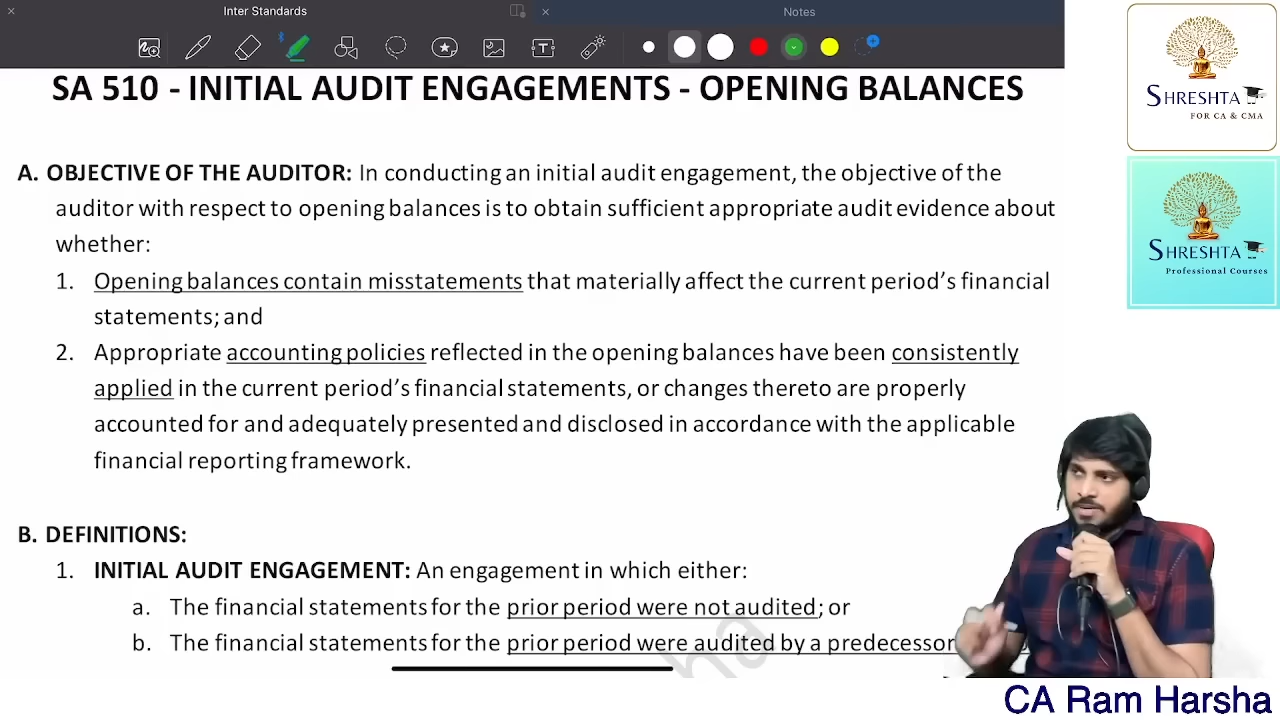 Inter Standards
Notes
SA 510 - INITIAL AUDIT ENGAGEMENTS - OPENING BALANCES
A. OBJECTIVE OF THE AUDITOR: In conducting an initial audit engagement, the objective of the
auditor with respect to opening balances is to obtain sufficient appropriate audit evidence about
whether:
1. Opening balances contain misstatements that materially affect the current period's financial
statements; and
2. Appropriate accounting policies reflected in the opening balances have been consistently
applied in the current period's financial statements, or changes thereto are properly
accounted for and adequately presented and disclosed in accordance with the applicable
financial reporting framework.
B. DEFINITIONS:
1. INITIAL AUDIT ENGAGEMENT: An engagement in which either:
a. The financial statements for the prior period were not audited; or
b. The financial statements for the prior period were audited by a predecessor
SHRESHTA
FOR CA & CMA
SHRESHTA
Professional Courses
CA Ram Harsha